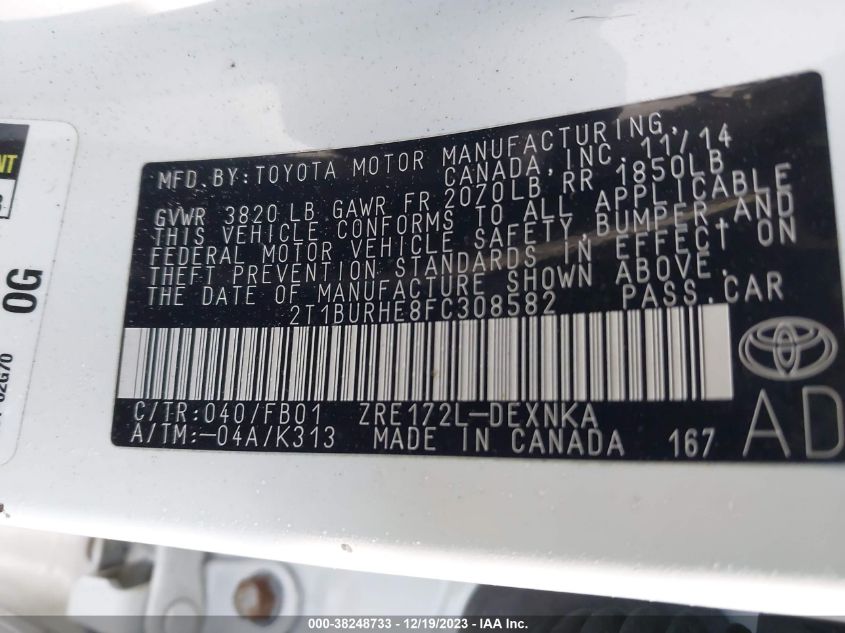 MFD.BY:TOYOTA MOTOR MANUFACTURING,
CANADA,INC. 11/14
GVWR 3820 LB GAWR FR 2070LB RR 1850LB
THIS VEHICLE CONFORMS TO ALL APPLICABLE
FEDERAL MOTOR VEHICLE SAFETY,BUMPER,AND
THEFT PREVENTION STANDARDS IN EFFECT ON
THE DATE OF MANUFACTURE SHOWN ABOVE.
2T1BURHE8FC308582 PASS.CAR
C/TR:040/FB01 ZRE172L-DEXNKA
A/TM:-04A/K313 MADE IN CANADA 167
AD
OG
02G70
000-38248733 - 12/19/2023 - IAA Inc.